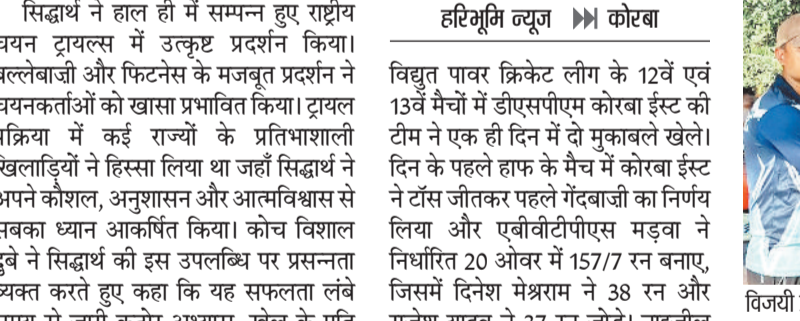 सिद्धार्थ ने हाल ही में सम्पन्न हुए राष्ट्रीय
चयन ट्रायल्स में उत्कृष्ट प्रदर्शन किया।
बल्लेबाजी और फिटनेस के मजबूत प्रदर्शन ने
चयनकर्ताओं को खासा प्रभावित किया। ट्रायल
प्रक्रिया में कई राज्यों के प्रतिभाशाली
खिलाड़ियों ने हिस्सा लिया था जहाँ सिद्धार्थ ने
अपने कौशल, अनुशासन और आत्मविश्वास से
सबका ध्यान आकर्षित किया। कोच विशाल
दुबे ने सिद्धार्थ की इस उपलब्धि पर प्रसन्नता
व्यक्त करते हुए कहा कि यह सफलता लंबे
हरिभूमि न्यूज कोरबा
विद्युत पावर क्रिकेट लीग के 12वें एवं
13वें मैचों में डीएसपीएम कोरबा ईस्ट की
टीम ने एक ही दिन में दो मुकाबले खेले।
दिन के पहले हाफ के मैच में कोरबा ईस्ट
ने टॉस जीतकर पहले गेंदबाजी का निर्णय
लिया और एबीवीटीपीएस मड़वा ने
निर्धारित 20 ओवर में 157/7 रन बनाए,
जिसमें दिनेश मेश्राम ने 38 रन और
विजयी